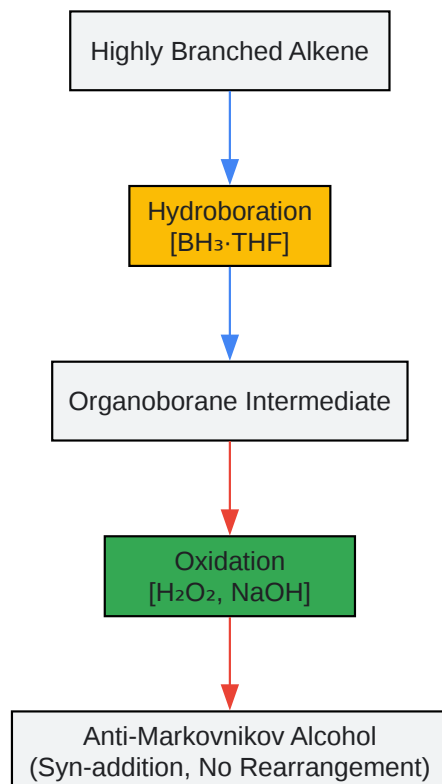 Highly Branched Alkene
Hydroboration
[BH₃·THF]
Organoborane Intermediate
Oxidation
[H₂O₂, NaOH]
Anti-Markovnikov Alcohol
(Syn-addition, No Rearrangement)